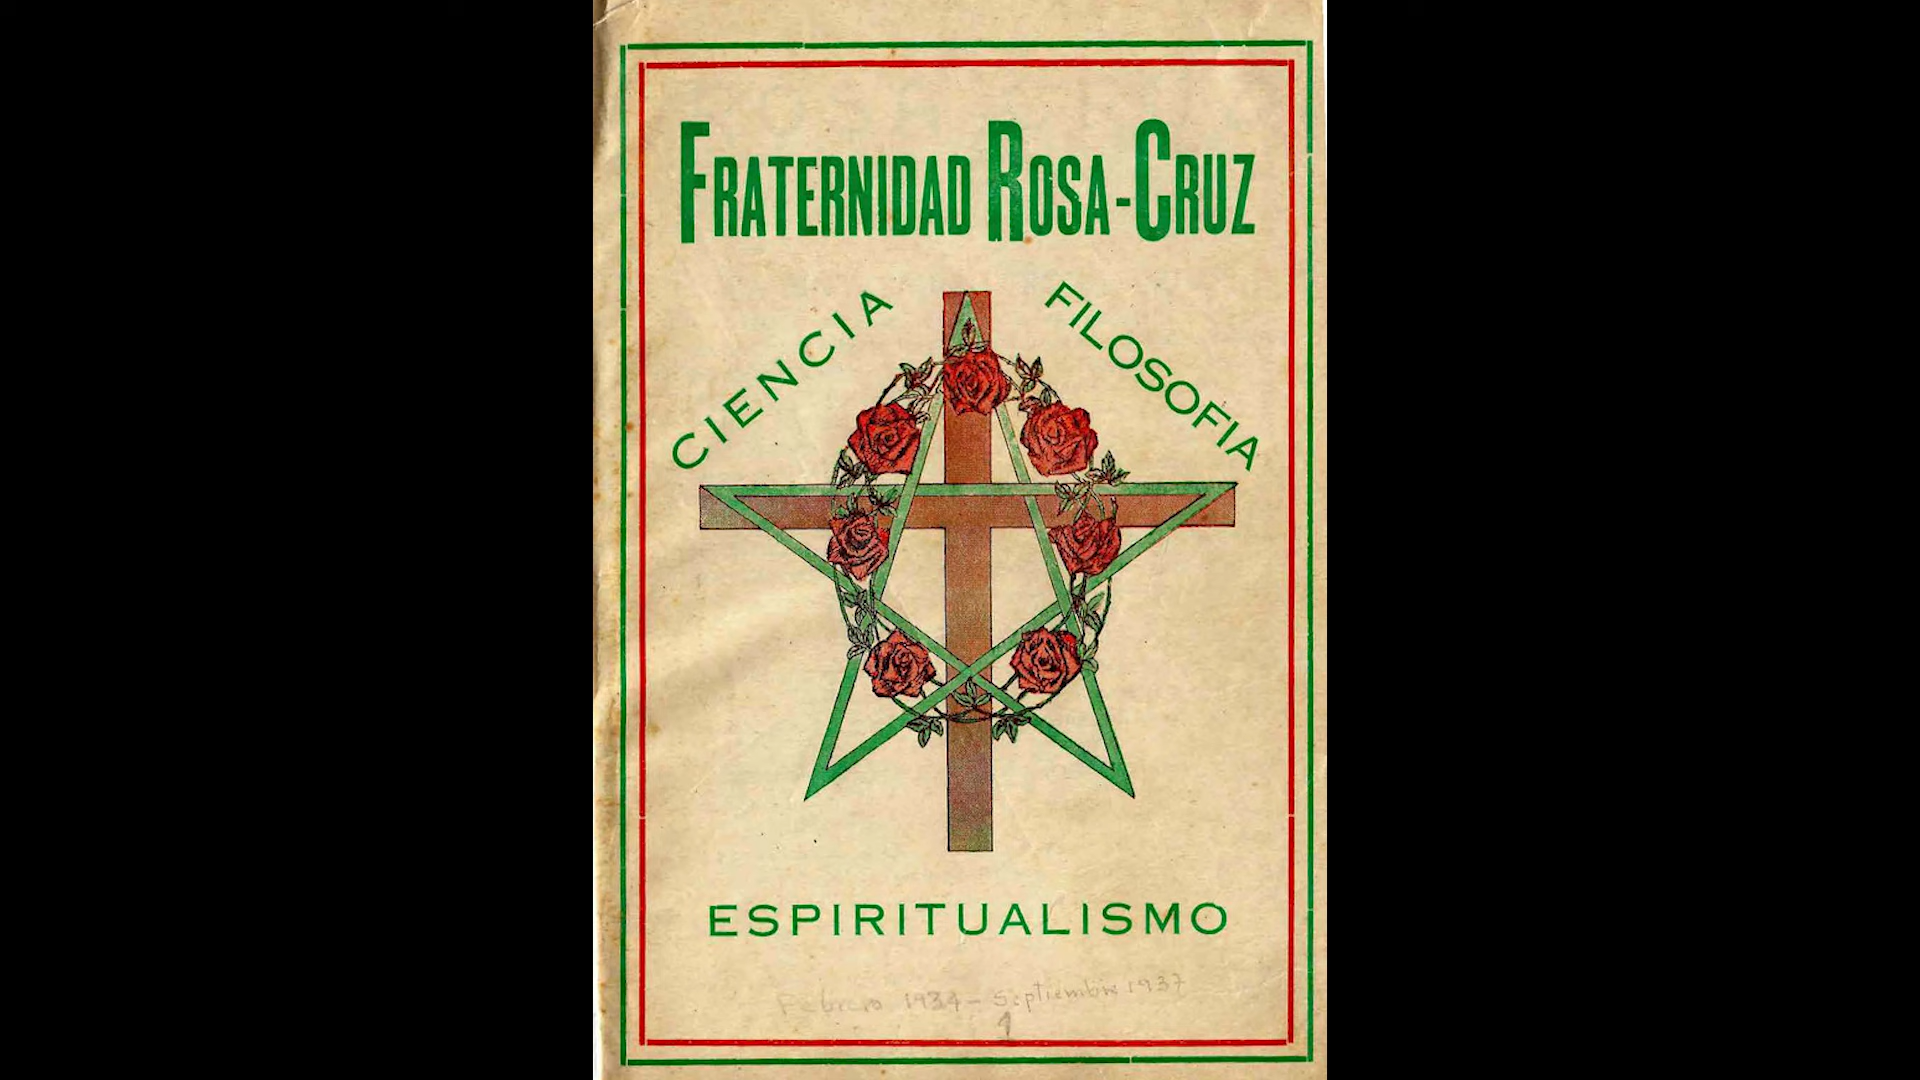 FRATERNIDAD ROSA-CRUZ
CIENCIA
FILOSOFIA
ESPIRITUALISMO
Febrero 1934 - Septiembre 1937
1